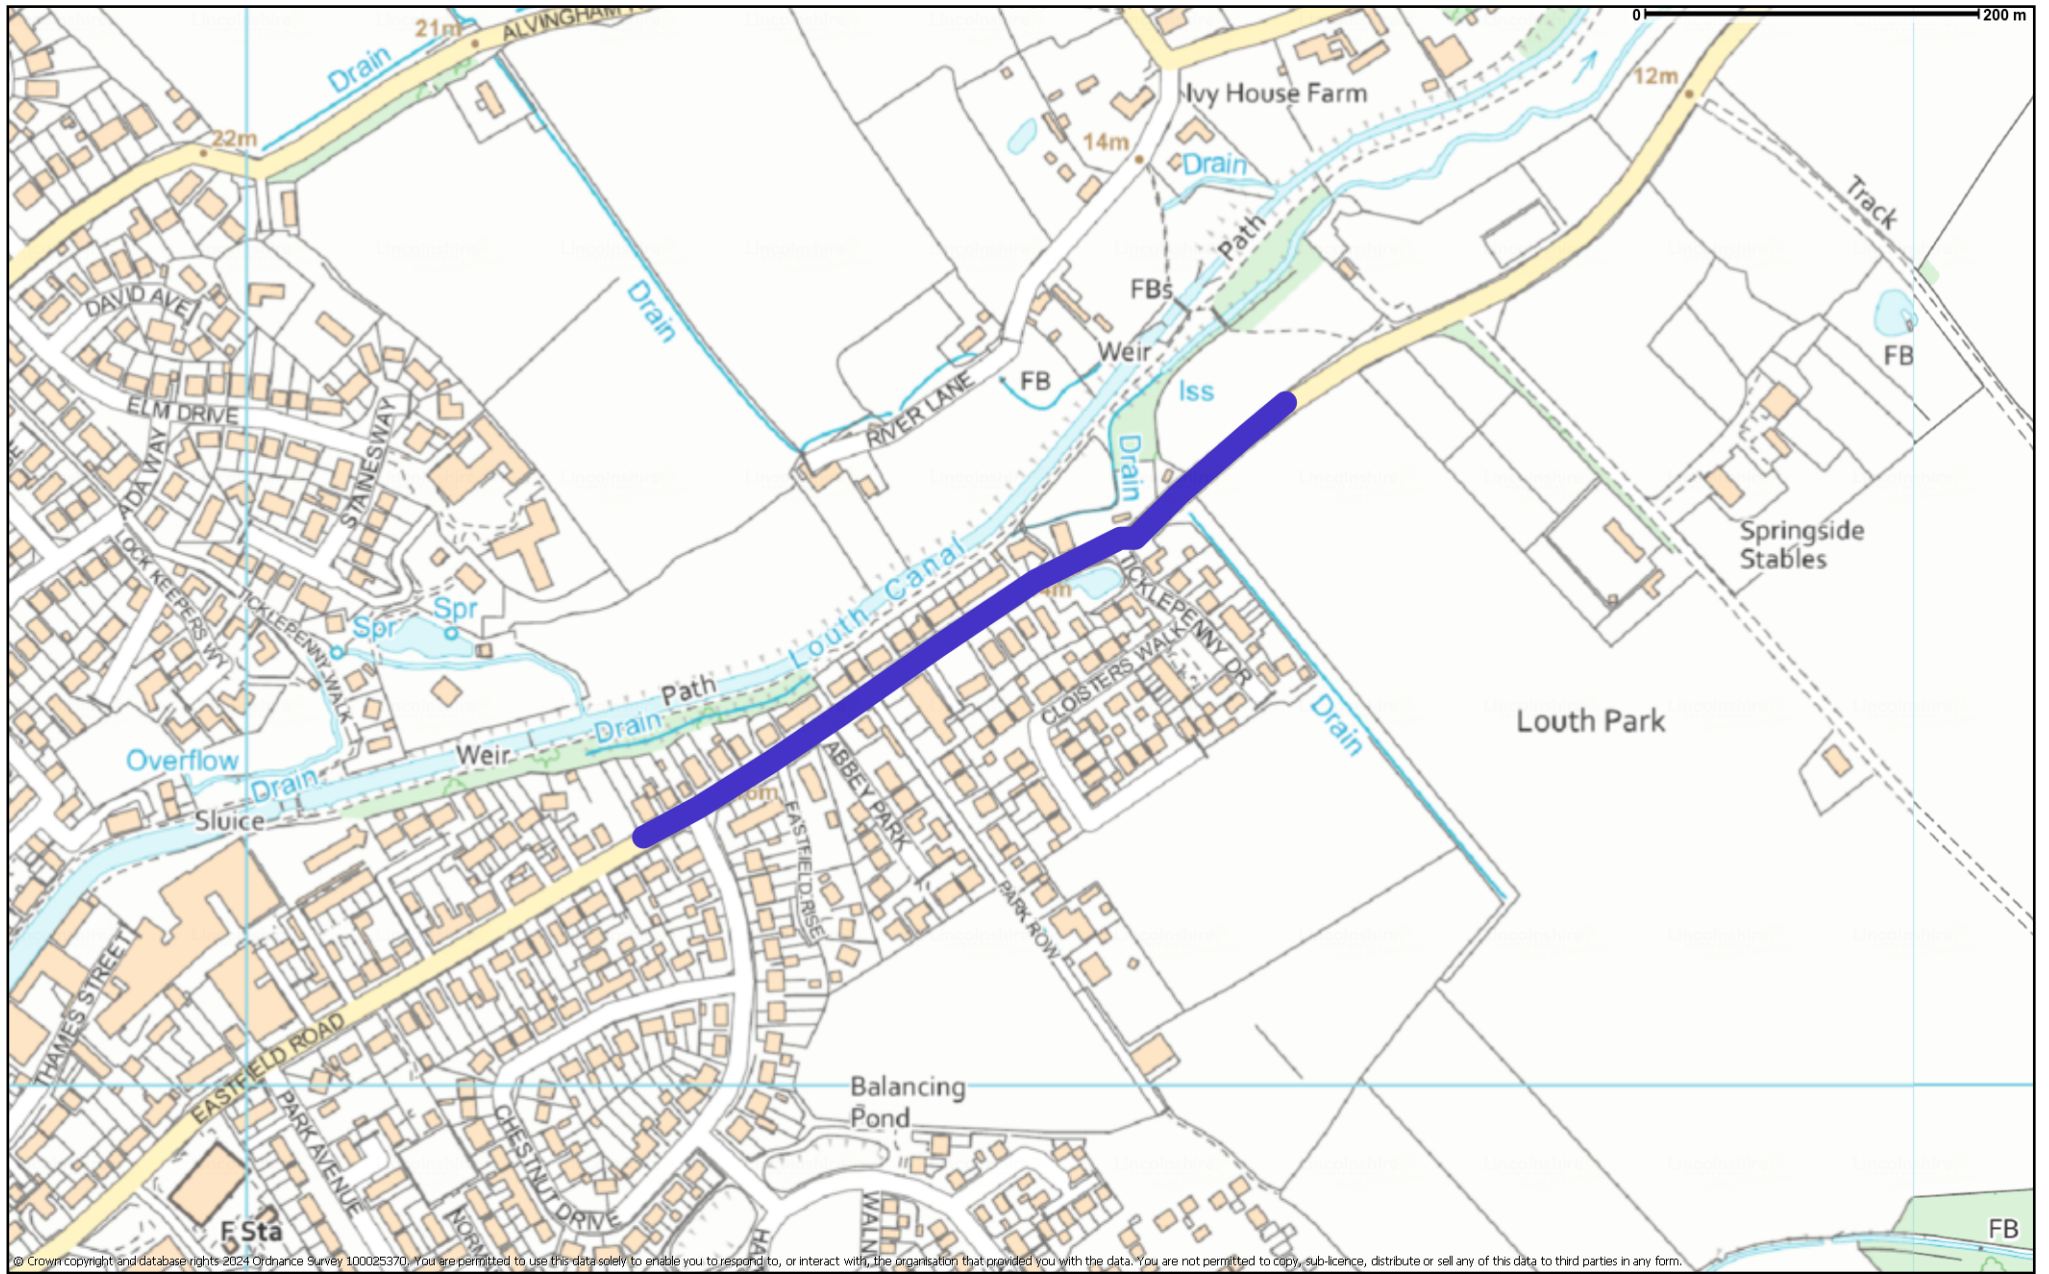 0 200 m
21m
ALVINGHAM
Drain
12m
Ivy House Farm
22m
14m
Drain
Track
Path
DAVID AVE
Drain
FBs
Weir
FB
FB
Iss
RIVER LANE
ELM DRIVE
ADA WAY
STAINESWAY
Drain
Springside
Stables
LOCK KEEPERS WY
TICKLEPENNY WALK
Spr
Spr
Louth Canal
4m
TICKLEPENNY DR
CLOISTERS WALK
Path
Drain
Drain
Louth Park
Weir
Overflow
Drain
Sluice
6m
ABBEY PARK
EASTFIELD RISE
PARK ROW
THAMES STREET
EASTFIELD ROAD
PARK AVENUE
CHESTNUT DRIVE
Balancing
Pond
F Sta
NORM
HA
WALN
FB
© Crown copyright and database rights 2024 Ordnance Survey 100025370. You are permitted to use this data solely to enable you to respond to, or interact with, the organisation that provided you with the data. You are not permitted to copy, sub-licence, distribute or sell any of this data to third parties in any form.